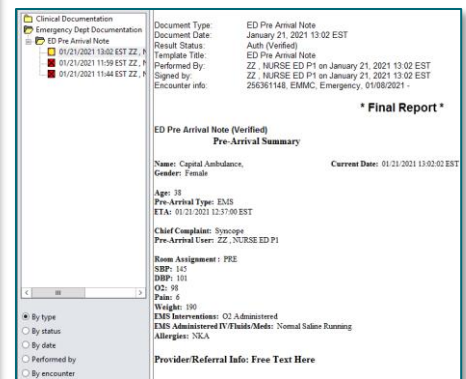 Clinical Documentation
Emergency Dept Documentation
ED Pre Arrival Note
01/21/2021 13:02 EST ZZ , N
01/21/2021 11:59 EST ZZ , N
01/21/2021 11:44 EST ZZ , N
By type
By status
By date
Performed by
By encounter
Document Type: ED Pre Arrival Note
Document Date: January 21, 2021 13:02 EST
Result Status: Auth (Verified)
Template Title: ED Pre Arrival Note
Performed By: ZZ , NURSE ED P1 on January 21, 2021 13:02 EST
Signed by: ZZ , NURSE ED P1 on January 21, 2021 13:02 EST
Encounter info: 256361148, EMMC, Emergency, 01/08/2021 -
* Final Report *
ED Pre Arrival Note (Verified)
Pre-Arrival Summary
Name: Capital Ambulance, Current Date: 01/21/2021 13:02:02 EST
Gender: Female
Age: 38
Pre-Arrival Type: EMS
ETA: 01/21/2021 12:37:00 EST
Chief Complaint: Syncope
Pre-Arrival User: ZZ , NURSE ED P1
Room Assignment : PRE
SBP: 145
DBP: 101
O2: 98
Pain: 6
Weight: 190
EMS Interventions: O2 Administered
EMS Administered IV/Fluids/Meds: Normal Saline Running
Allergies: NKA
Provider/Referral Info: Free Text Here